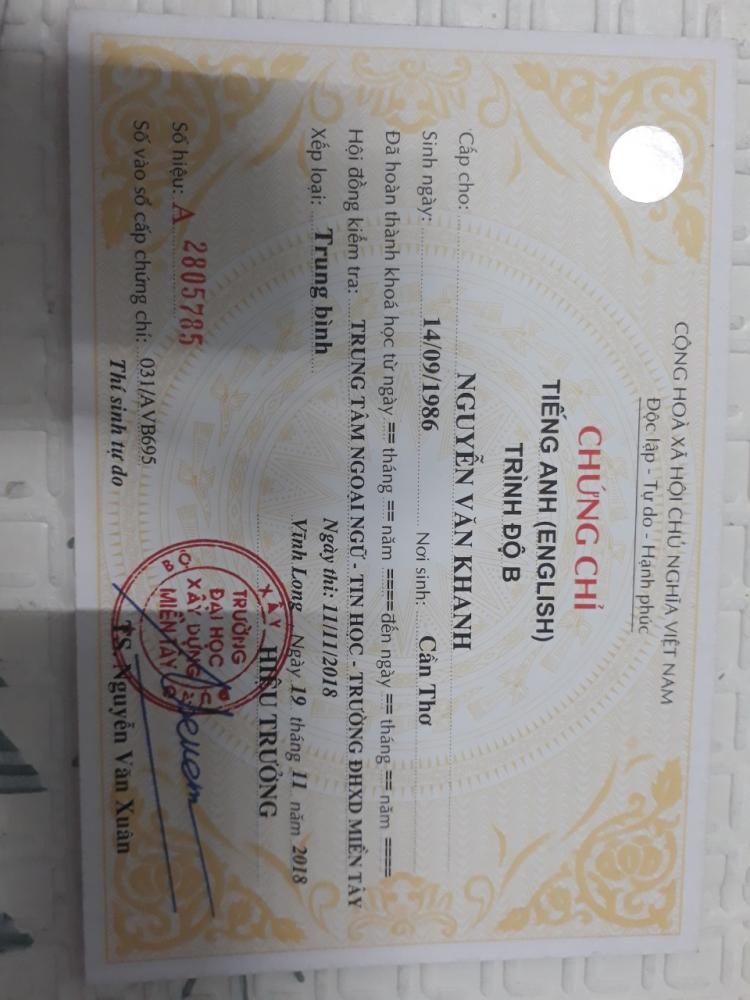 CỘNG HOÀ XÃ HỘI CHỦ NGHĨA VIỆT NAM
Độc lập - Tự do - Hạnh phúc
CHỨNG CHỈ
TIẾNG ANH (ENGLISH)
TRÌNH ĐỘ B
Cấp cho: NGUYỄN VĂN KHANH
Sinh ngày: 14/09/1986 Nơi sinh: Cần Thơ
Đã hoàn thành khoá học từ ngày == tháng == năm ==== đến ngày == tháng == năm ====
Hội đồng kiểm tra: TRUNG TÂM NGOẠI NGỮ - TIN HỌC - TRƯỜNG ĐHXD MIỀN TÂY
Xếp loại: Trung bình Ngày thi: 11/11/2018
Vĩnh Long Ngày 19 tháng 11 năm 2018
HIỆU TRƯỞNG
XÂY
TRƯỜNG
ĐẠI HỌC
XÂY DỰNG
MIỀN TÂY
BỘ
Số hiệu: A 2805785
Số vào sổ cấp chứng chỉ: 031/AVB695
Thí sinh tự do
TS. Nguyễn Văn Xuân